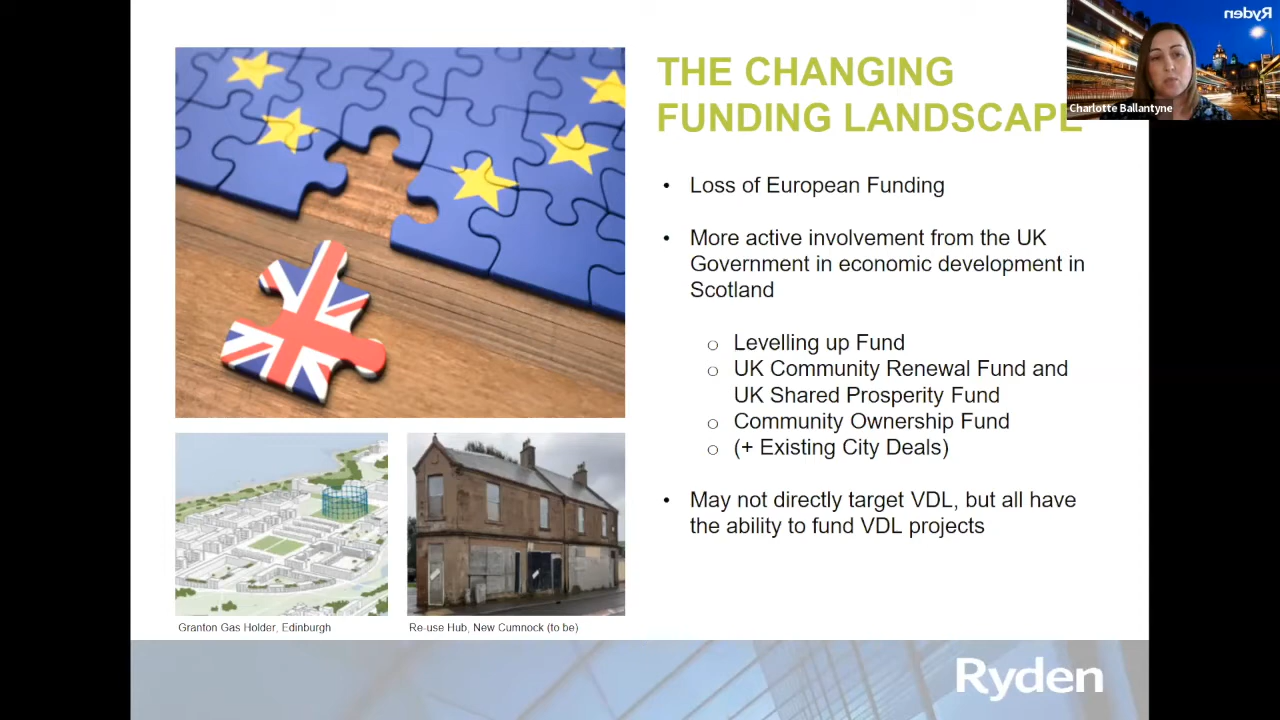 THE CHANGING
FUNDING LANDSCAPE
Ryden
Charlotte Ballantyne
• Loss of European Funding
• More active involvement from the UK
Government in economic development in
Scotland
o Levelling up Fund
o UK Community Renewal Fund and
UK Shared Prosperity Fund
o Community Ownership Fund
o (+ Existing City Deals)
• May not directly target VDL, but all have
the ability to fund VDL projects
Granton Gas Holder, Edinburgh
Re-use Hub, New Cumnock (to be)
Ryden